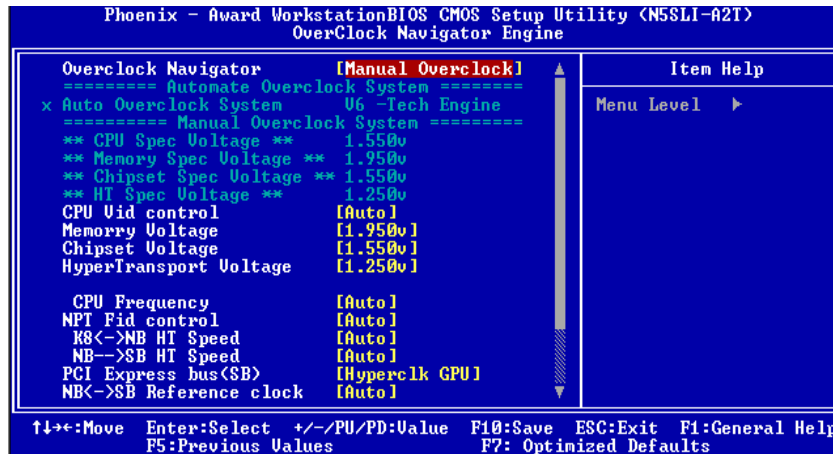 Phoenix - Award WorkstationBIOS CMOS Setup Utility (N5SLI-A2T)
OverClock Navigator Engine
Overclock Navigator [Manual Overclock]
Item Help
========= Automate Overclock System ========
x Auto Overclock System V6 -Tech Engine
Menu Level ▶
========== Manual Overclock System =========
** CPU Spec Voltage ** 1.550v
** Memory Spec Voltage ** 1.950v
** Chipset Spec Voltage ** 1.550v
** HT Spec Voltage ** 1.250v
CPU Vid control [Auto]
Memorry Voltage [1.950v]
Chipset Voltage [1.550v]
HyperTransport Voltage [1.250v]
CPU Frequency [Auto]
NPT Fid control [Auto]
K8<->NB HT Speed [Auto]
NB-->SB HT Speed [Auto]
PCI Express bus(SB) [Hyperclk GPU]
NB<->SB Reference clock [Auto]
↑↓→←:Move Enter:Select +/-/PU/PD:Value F10:Save ESC:Exit F1:General Help
F5:Previous Values F7: Optimized Defaults